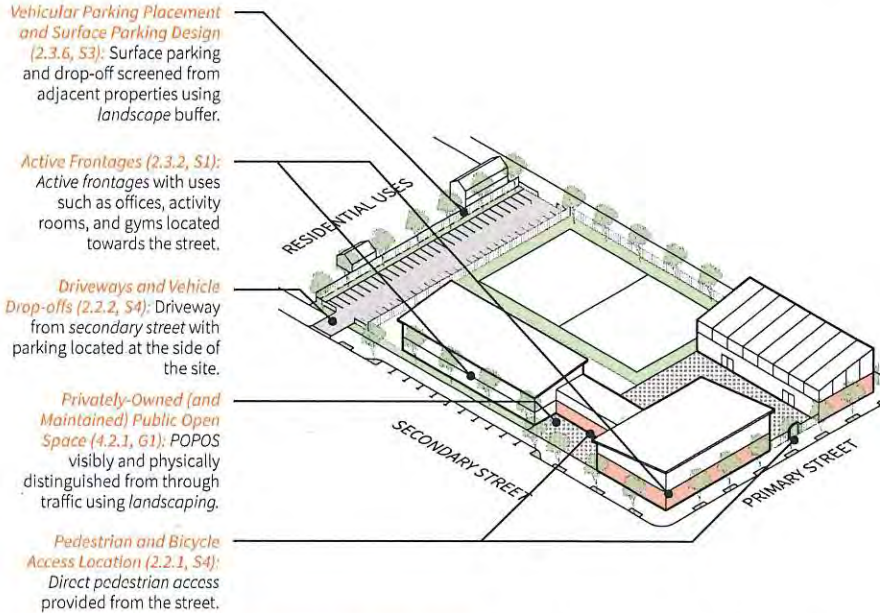 Vehicular Parking Placement
and Surface Parking Design
(2.3.6, S3): Surface parking
and drop-off screened from
adjacent properties using
landscape buffer.
Active Frontages (2.3.2, S1):
Active frontages with uses
such as offices, activity
rooms, and gyms located
towards the street.
Driveways and Vehicle
Drop-offs (2.2.2, S4): Driveway
from secondary street with
parking located at the side of
the site.
Privately-Owned (and
Maintained) Public Open
Space (4.2.1, G1): POPOS
visibly and physically
distinguished from through
traffic using landscaping.
Pedestrian and Bicycle
Access Location (2.2.1, S4):
Direct pedestrian access
provided from the street.
RESIDENTIAL USES
SECONDARY STREET
PRIMARY STREET